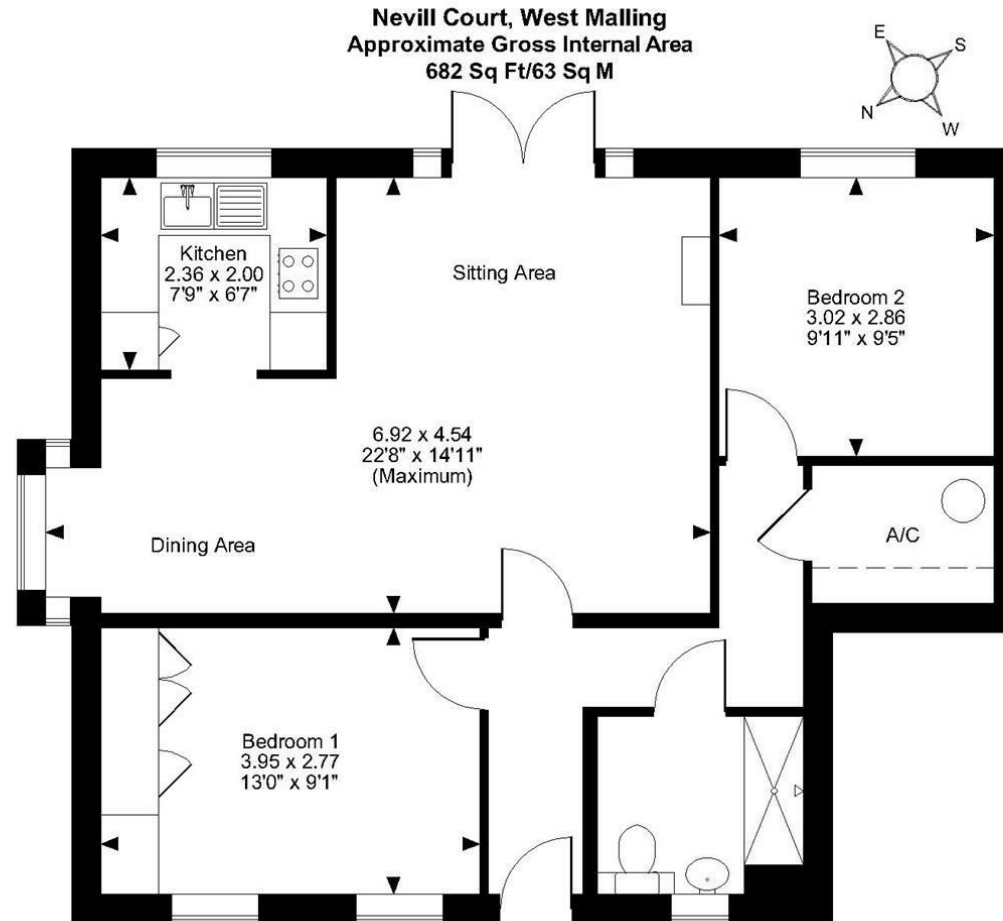 Nevill Court, West Malling
Approximate Gross Internal Area
682 Sq Ft/63 Sq M
E
S
N
W
Kitchen
2.36 x 2.00
7'9" x 6'7"
Sitting Area
Bedroom 2
3.02 x 2.86
9'11" x 9'5"
6.92 x 4.54
22'8" x 14'11"
(Maximum)
Dining Area
A/C
Bedroom 1
3.95 x 2.77
13'0" x 9'1"